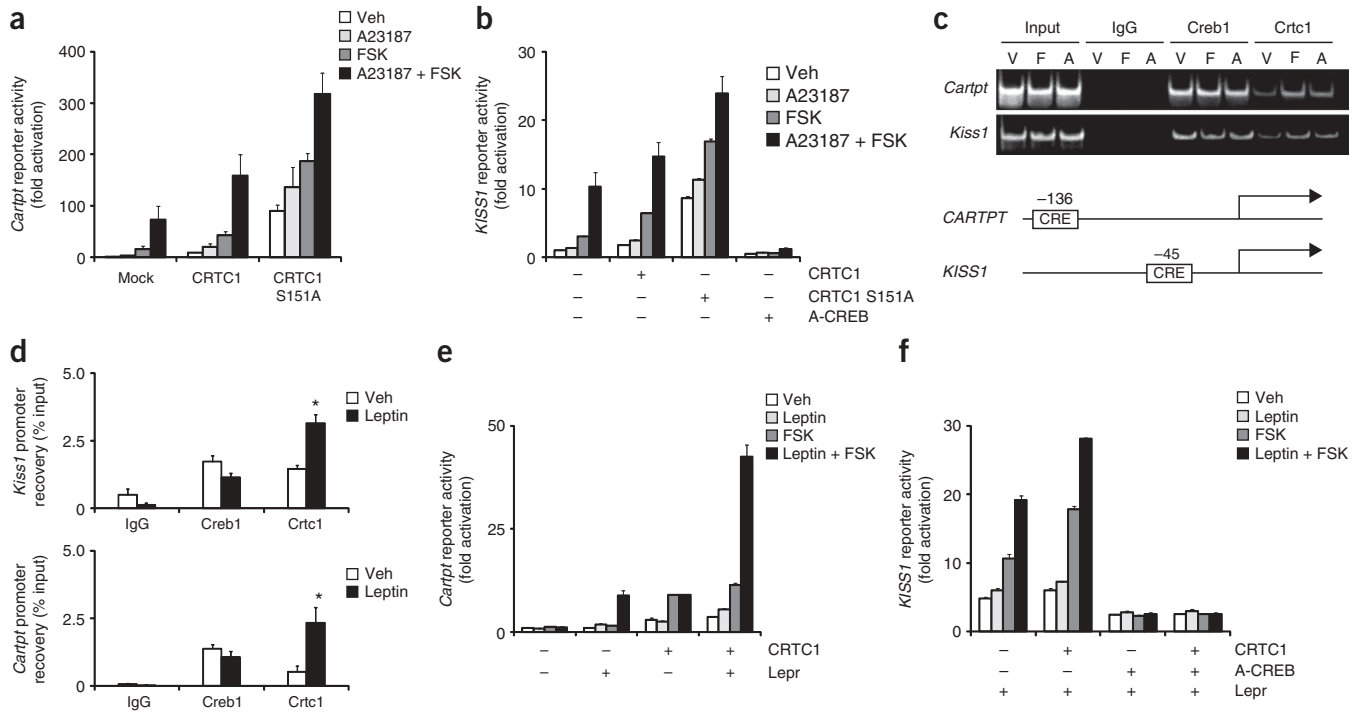 a
Veh
A23187
FSK
A23187 + FSK
Cartpt reporter activity
(fold activation)
400
300
200
100
0
Mock
CRTC1
CRTC1
S151A
b
Veh
A23187
FSK
A23187 + FSK
KISS1 reporter activity
(fold activation)
30
20
10
0
– + – – CRTC1
– – + – CRTC1 S151A
– – – + A-CREB
c
Input IgG Creb1 Crtc1
V F A V F A V F A V F A
Cartpt
Kiss1
–136
CARTPT CRE
–45
KISS1 CRE
d
Kiss1 promoter
recovery (% input)
5.0
2.5
0
Veh
Leptin
*
IgG Creb1 Crtc1
Cartpt promoter
recovery (% input)
5.0
2.5
0
Veh
Leptin
*
IgG Creb1 Crtc1
e
Veh
Leptin
FSK
Leptin + FSK
Cartpt reporter activity
(fold activation)
50
25
0
– – + + CRTC1
– + – + Lepr
f
Veh
Leptin
FSK
Leptin + FSK
KISS1 reporter activity
(fold activation)
30
20
10
0
– + – + CRTC1
– – + + A-CREB
+ + + + Lepr